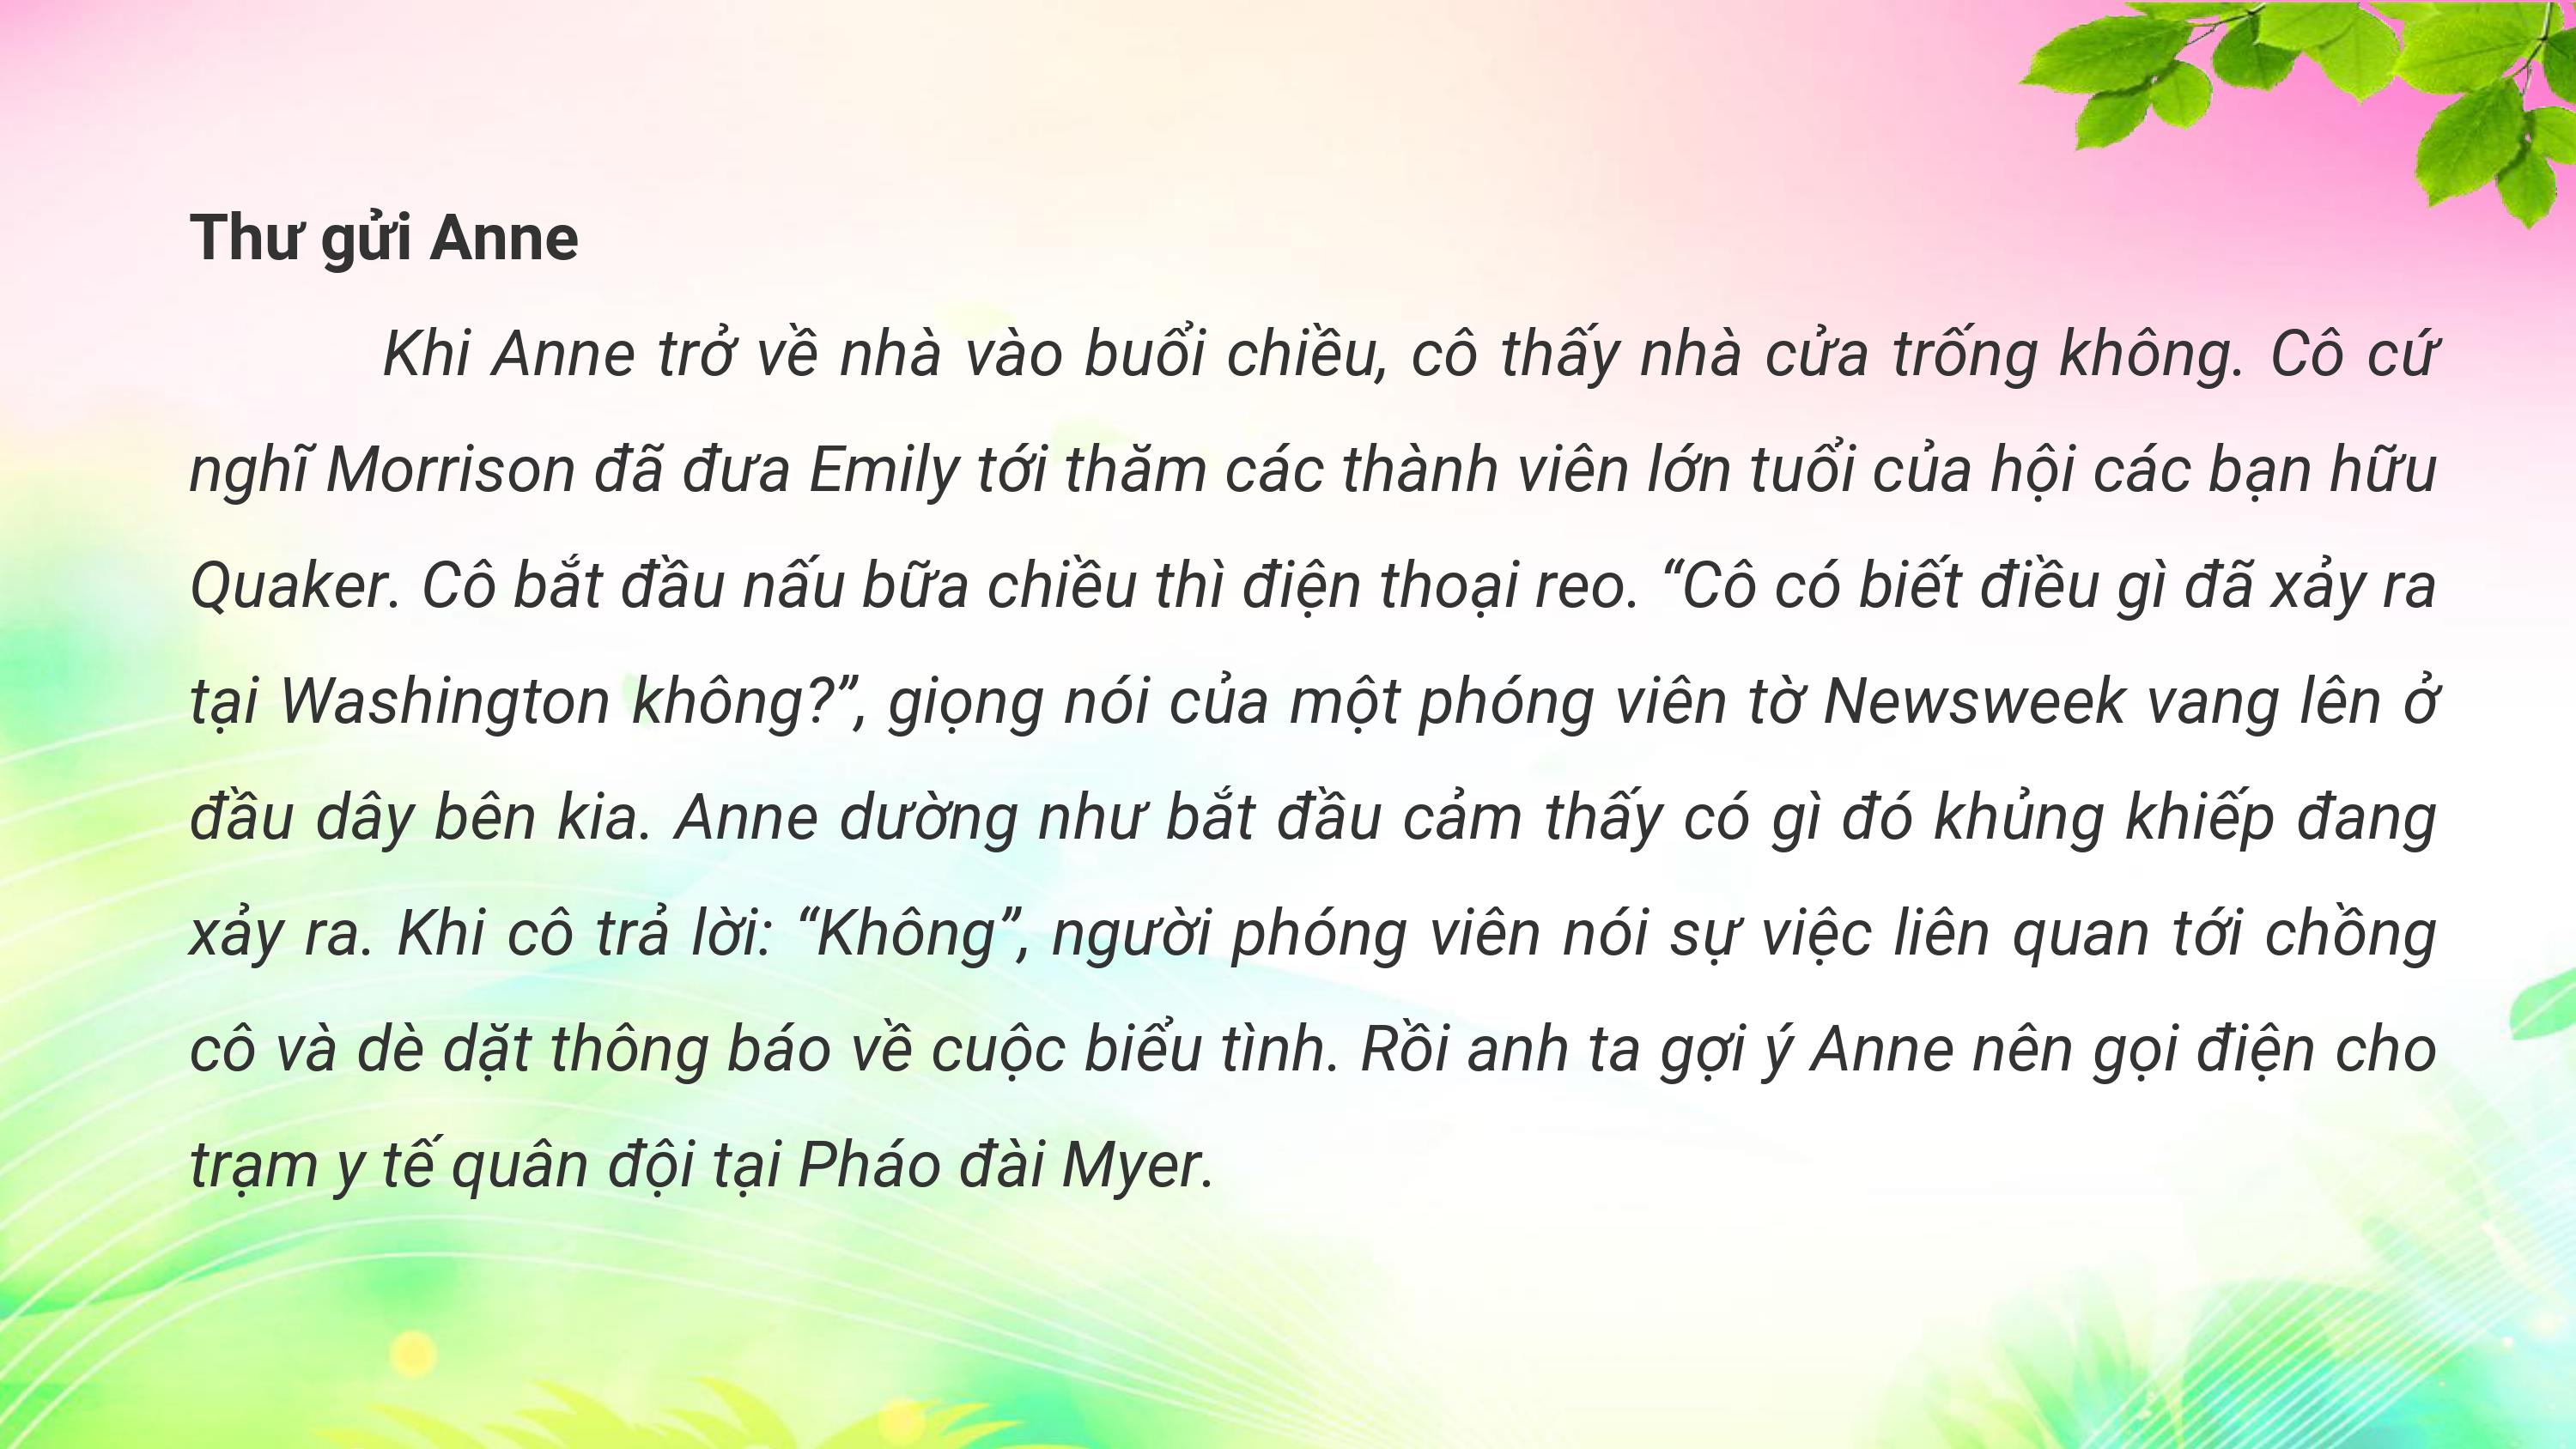 Thư gửi Anne
Khi Anne trở về nhà vào buổi chiều, cô thấy nhà cửa trống không. Cô cứ
nghĩ Morrison đã đưa Emily tới thăm các thành viên lớn tuổi của hội các bạn hữu
Quaker. Cô bắt đầu nấu bữa chiều thì điện thoại reo. “Cô có biết điều gì đã xảy ra
tại Washington không?”, giọng nói của một phóng viên tờ Newsweek vang lên ở
đầu dây bên kia. Anne dường như bắt đầu cảm thấy có gì đó khủng khiếp đang
xảy ra. Khi cô trả lời: “Không”, người phóng viên nói sự việc liên quan tới chồng
cô và dè dặt thông báo về cuộc biểu tình. Rồi anh ta gợi ý Anne nên gọi điện cho
trạm y tế quân đội tại Pháo đài Myer.